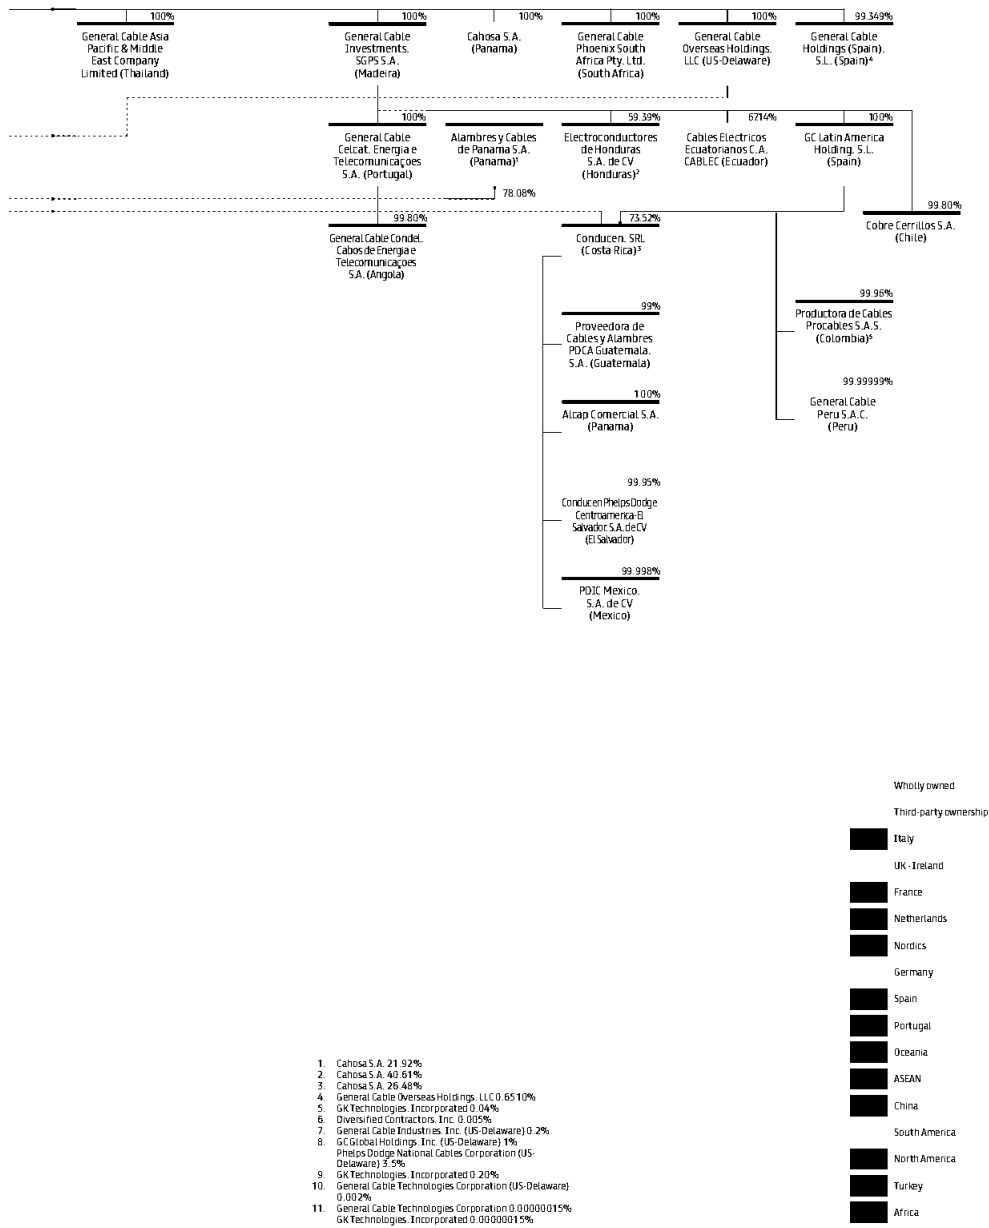 100%
General Cable Asia
Pacific & Middle
East Company
Limited (Thailand)
100%
General Cable
Investments,
SGPS S.A.
(Madeira)
100%
Cahosa S.A.
(Panama)
100%
General Cable
Phoenix South
Africa Pty. Ltd.
(South Africa)
100%
General Cable
Overseas Holdings,
LLC (US-Delaware)
99.349%
General Cable
Holdings (Spain),
S.L. (Spain)⁴
100%
General Cable
Celcat, Energia e
Telecomunicaçoes
S.A. (Portugal)
Alambres y Cables
de Panama S.A.
(Panama)¹
78.08%
59.39%
Electroconductores
de Honduras
S.A. de CV
(Honduras)²
67.14%
Cables Electricos
Ecuatorianos C.A.
CABLEC (Ecuador)
100%
GC Latin America
Holding, S.L.
(Spain)
99.80%
General Cable Condel,
Cabos de Energia e
Telecomunicaçoes
S.A. (Angola)
73.52%
Conducen, SRL
(Costa Rica)³
99.80%
Cobre Cerrillos S.A.
(Chile)
99%
Proveedora de
Cables y Alambres
PDCA Guatemala,
S.A. (Guatemala)
99.96%
Productora de Cables
Procables S.A.S.
(Colombia)⁵
100%
Alcap Comercial S.A.
(Panama)
99.99999%
General Cable
Peru S.A.C.
(Peru)
99.95%
Conducen Phelps Dodge
Centroamerica-El
Salvador, S.A. de CV
(El Salvador)
99.998%
PDIC Mexico,
S.A. de CV
(Mexico)
Wholly owned
Third-party ownership
Italy
UK - Ireland
France
Netherlands
Nordics
Germany
Spain
Portugal
Oceania
ASEAN
China
South America
North America
Turkey
Africa
1. Cahosa S.A. 21.92%
2. Cahosa S.A. 40.61%
3. Cahosa S.A. 26.48%
4. General Cable Overseas Holdings, LLC 0.6510%
5. GK Technologies, Incorporated 0.04%
6. Diversified Contractors, Inc. 0.005%
7. General Cable Industries, Inc. (US-Delaware) 0.2%
8. GC Global Holdings, Inc. (US-Delaware) 1%
Phelps Dodge National Cables Corporation (US-
Delaware) 3.5%
9. GK Technologies, Incorporated 0.20%
10. General Cable Technologies Corporation (US-Delaware)
0.002%
11. General Cable Technologies Corporation 0.00000015%
GK Technologies, Incorporated 0.00000015%